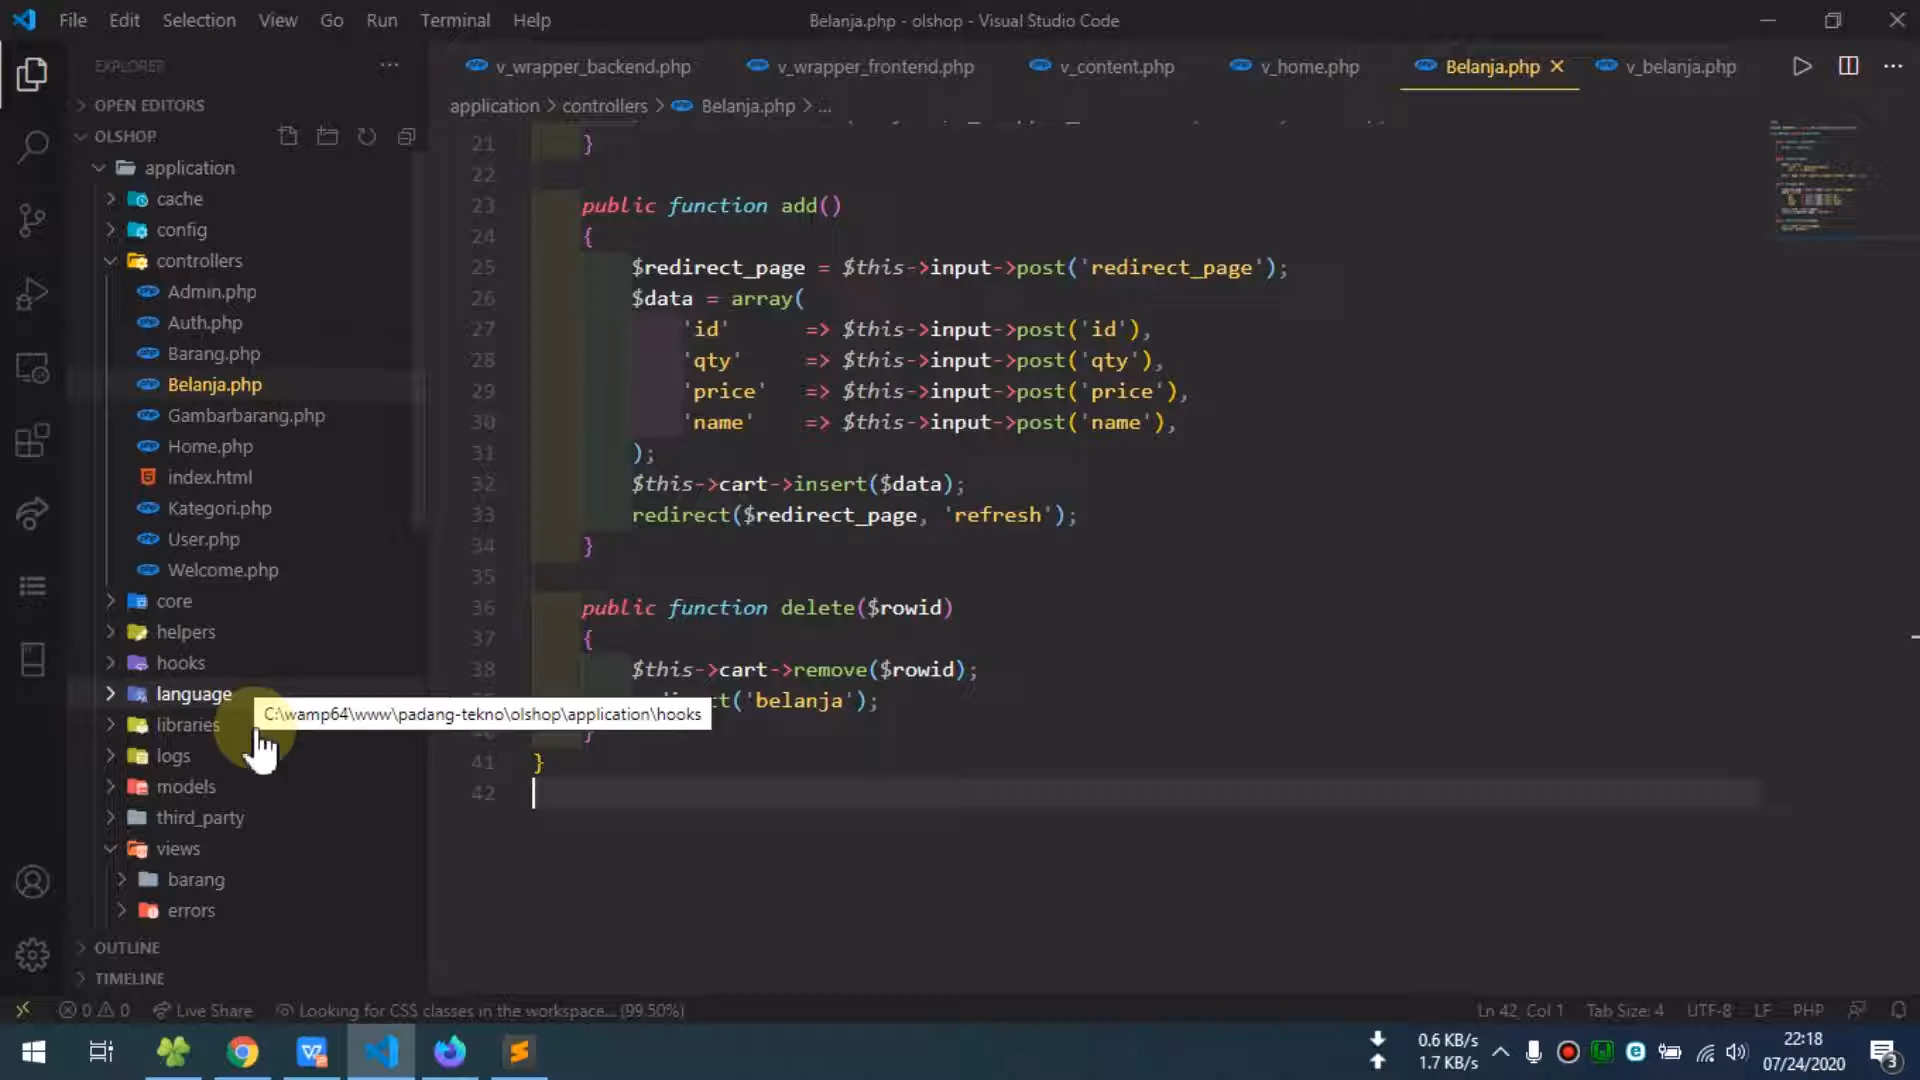 File Edit Selection View Go Run Terminal Help
Belanja.php - olshop - Visual Studio Code
EXPLORER
v_wrapper_backend.php v_wrapper_frontend.php v_content.php v_home.php Belanja.php v_belanja.php
OPEN EDITORS
application > controllers > Belanja.php > ...
OLSHOP
application
cache
config
controllers
Admin.php
Auth.php
Barang.php
Belanja.php
Gambarbarang.php
Home.php
index.html
Kategori.php
User.php
Welcome.php
core
helpers
hooks
language
libraries
logs
models
third_party
views
barang
errors
OUTLINE
TIMELINE
21 }
22
23 public function add()
24 {
25 $redirect_page = $this->input->post('redirect_page');
26 $data = array(
27 'id' => $this->input->post('id'),
28 'qty' => $this->input->post('qty'),
29 'price' => $this->input->post('price'),
30 'name' => $this->input->post('name'),
31 );
32 $this->cart->insert($data);
33 redirect($redirect_page, 'refresh');
34 }
35
36 public function delete($rowid)
37 {
38 $this->cart->remove($rowid);
ct('belanja');
C:\wamp64\www\padang-tekno\olshop\application\hooks
}
41 }
42
0 0 Live Share Looking for CSS classes in the workspace... (99.50%)
Ln 42, Col 1 Tab Size: 4 UTF-8 LF PHP
0.6 KB/s
1.7 KB/s
22:18
07/24/2020
3